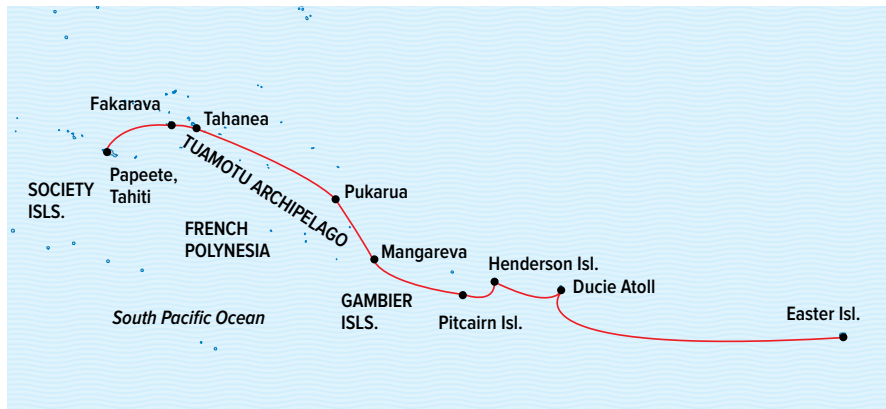 Fakarava
Tahanea
Papeete,
Tahiti
SOCIETY
ISLS.
TUAMOTU ARCHIPELAGO
Pukarua
FRENCH
POLYNESIA
Mangareva
Henderson Isl.
Ducie Atoll
GAMBIER
ISLS.
Pitcairn Isl.
Easter Isl.
South Pacific Ocean